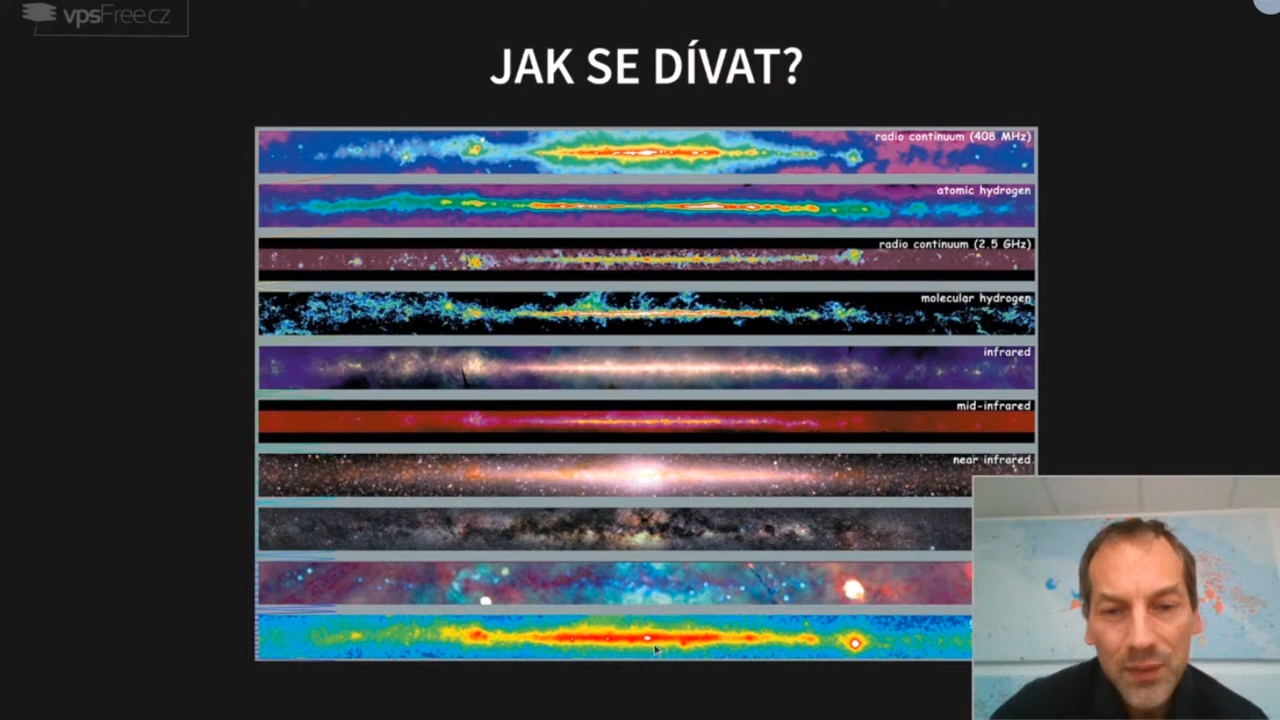 vpsFree.cz
JAK SE DÍVAT?
radio continuum (408 MHz)
atomic hydrogen
radio continuum (2.5 GHz)
molecular hydrogen
infrared
mid-infrared
near infrared